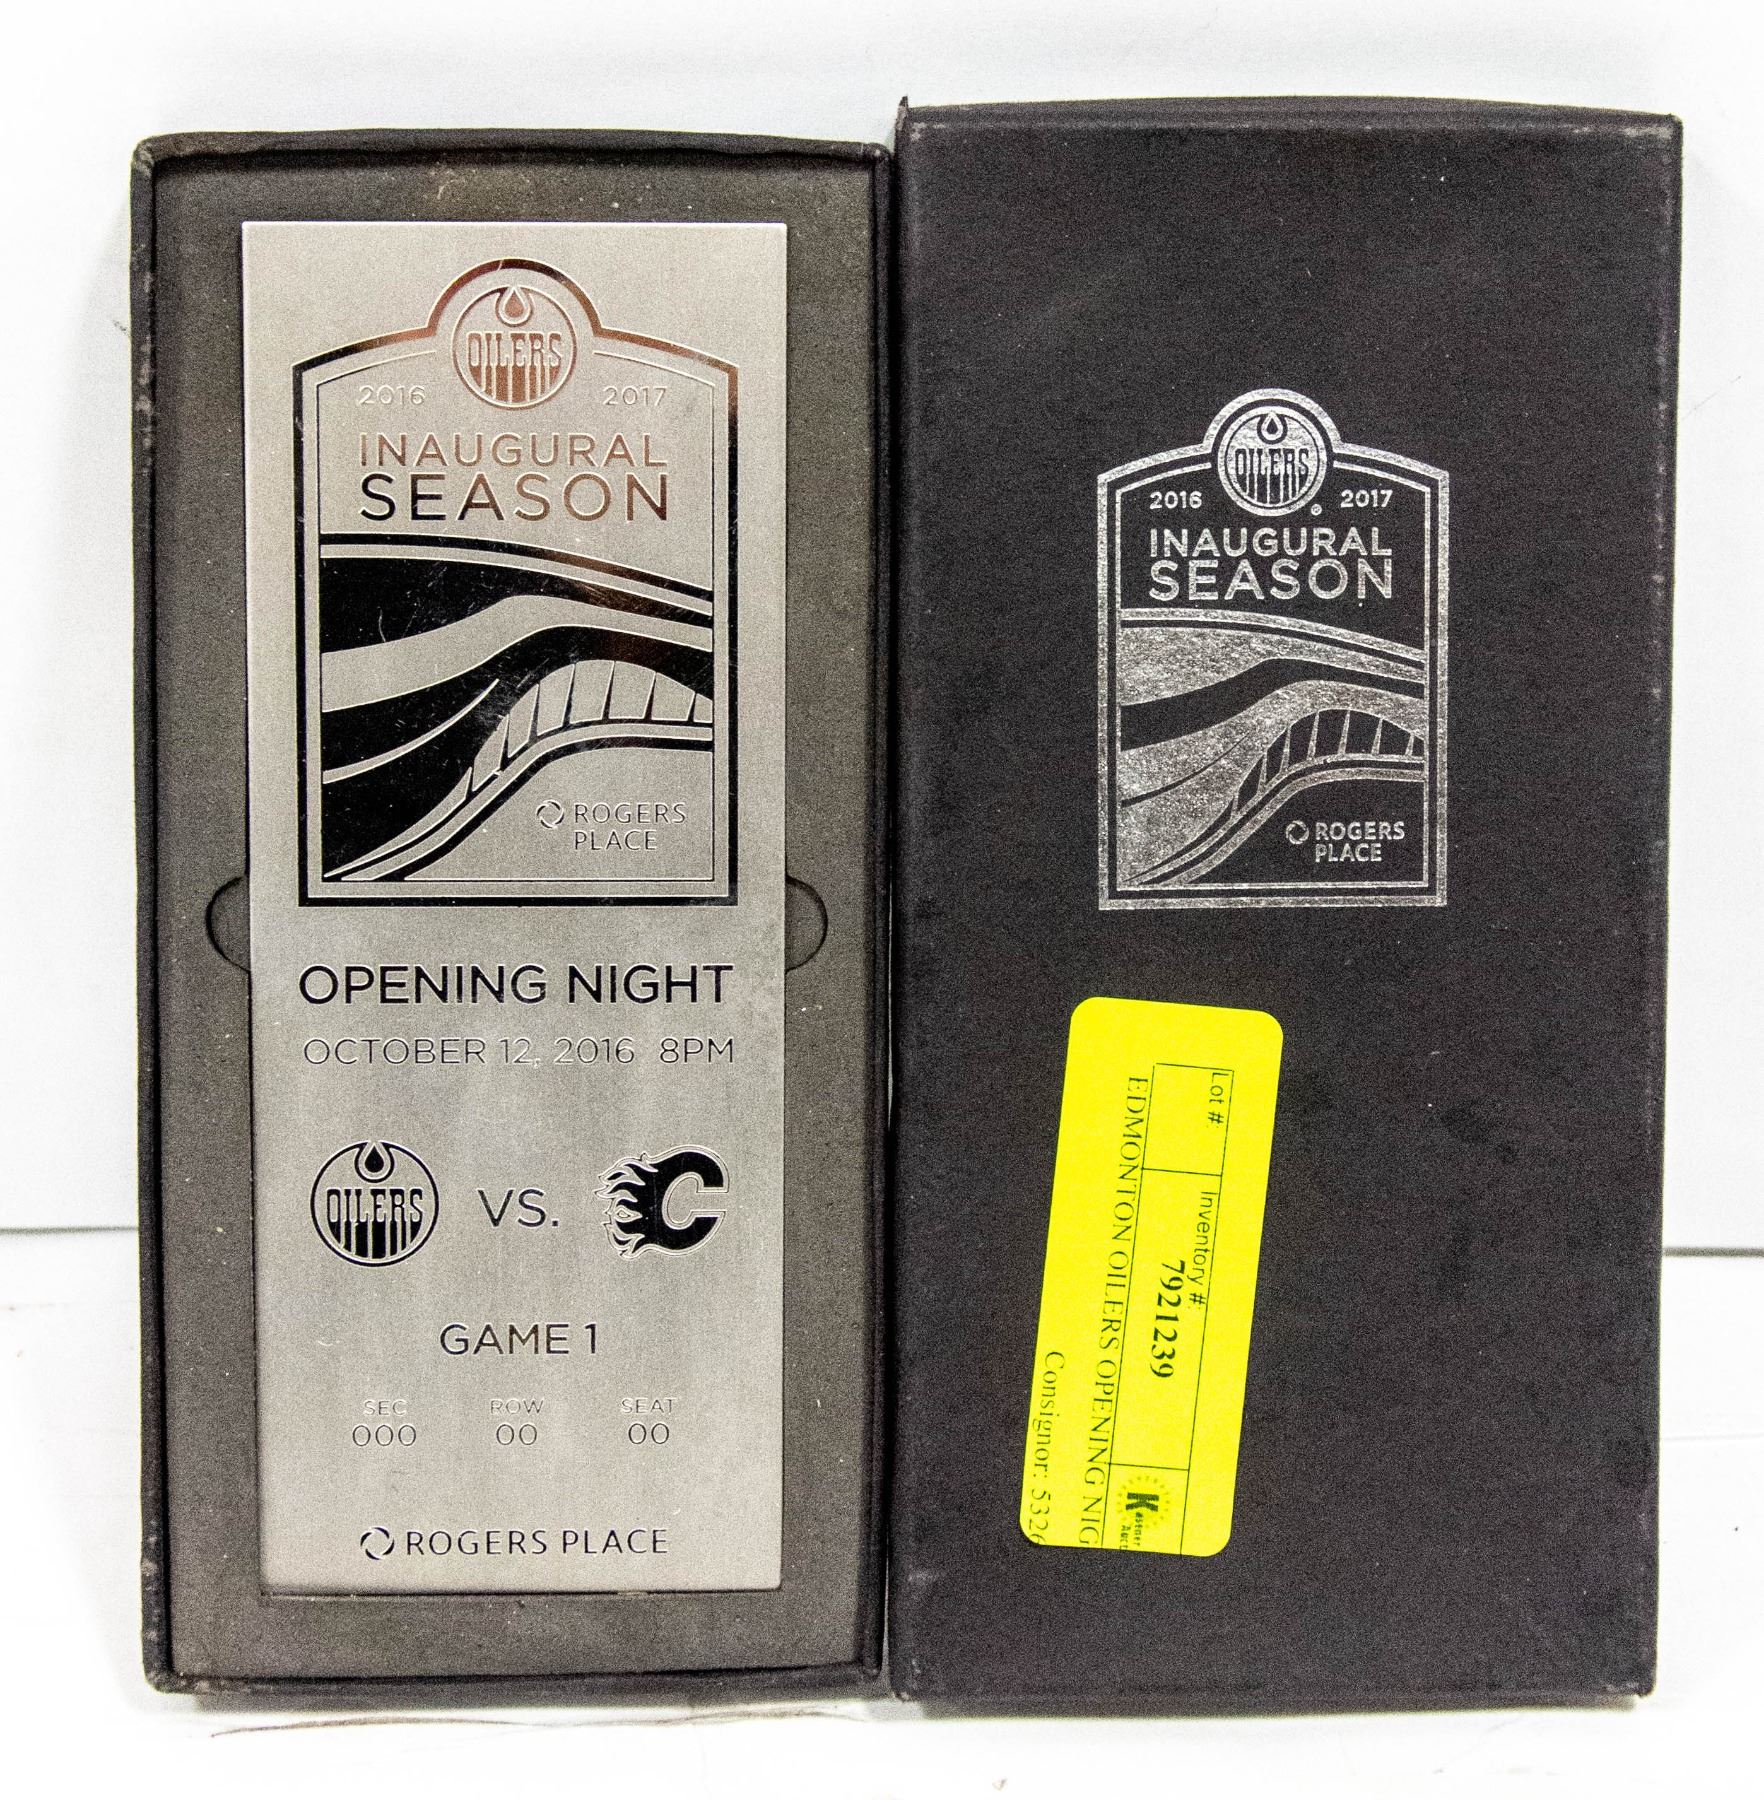 OILERS
2016 2017
INAUGURAL
SEASON
ROGERS
PLACE
OPENING NIGHT
OCTOBER 12, 2016 8PM
OILERS VS. C
GAME 1
SEC ROW SEAT
000 00 00
ROGERS PLACE
OILERS
®
2016 2017
INAUGURAL
SEASON
ROGERS
PLACE
Lot #: Inventory #:
7921239
K
EDMONTON OILERS OPENING NIG
Consignor: 5326